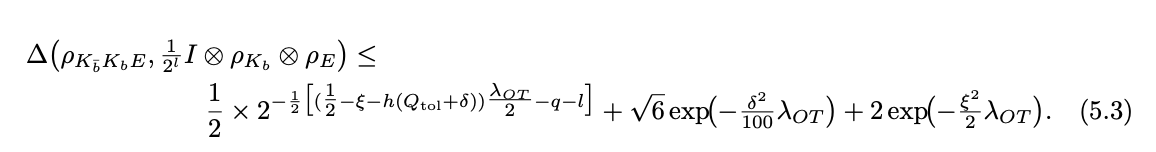 Δ(ρ_{K_{b̄}K_bE}, \frac{1}{2^l} I ⊗ ρ_{K_b} ⊗ ρ_E) ≤
\frac{1}{2} × 2^{-\frac{1}{2}[(\frac{1}{2}-ξ-h(Q_{tol}+δ))\frac{λ_{OT}}{2}-q-l]} + √6 exp(-\frac{δ^2}{100}λ_{OT}) + 2 exp(-\frac{ξ^2}{2}λ_{OT}). (5.3)